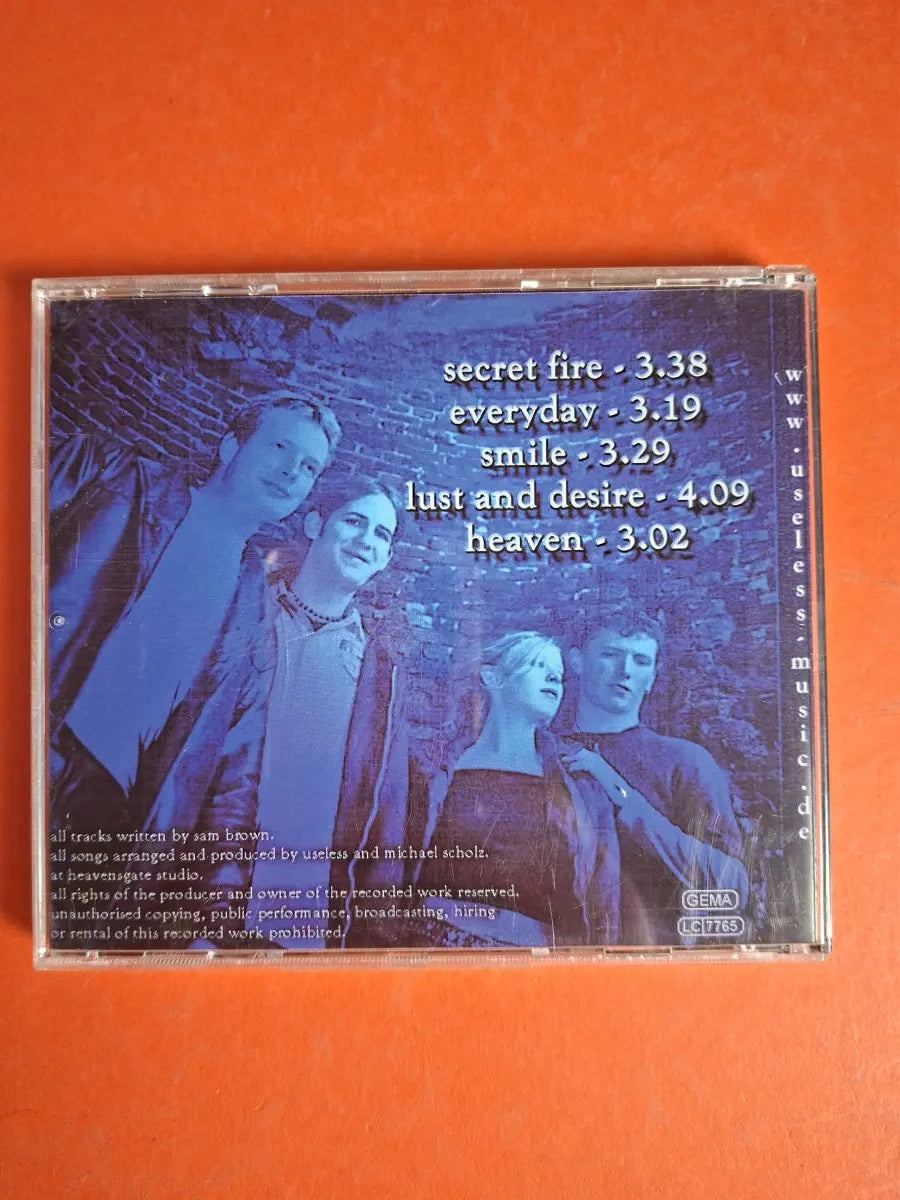 secret fire - 3.38
everyday - 3.19
smile - 3.29
lust and desire - 4.09
heaven - 3.02
www.useless-music.de
all tracks written by sam brown.
all songs arranged and produced by useless and michael scholz.
at heavensgate studio.
all rights of the producer and owner of the recorded work reserved.
unauthorised copying, public performance, broadcasting, hiring
or rental of this recorded work prohibited.
GEMA
LC 7765